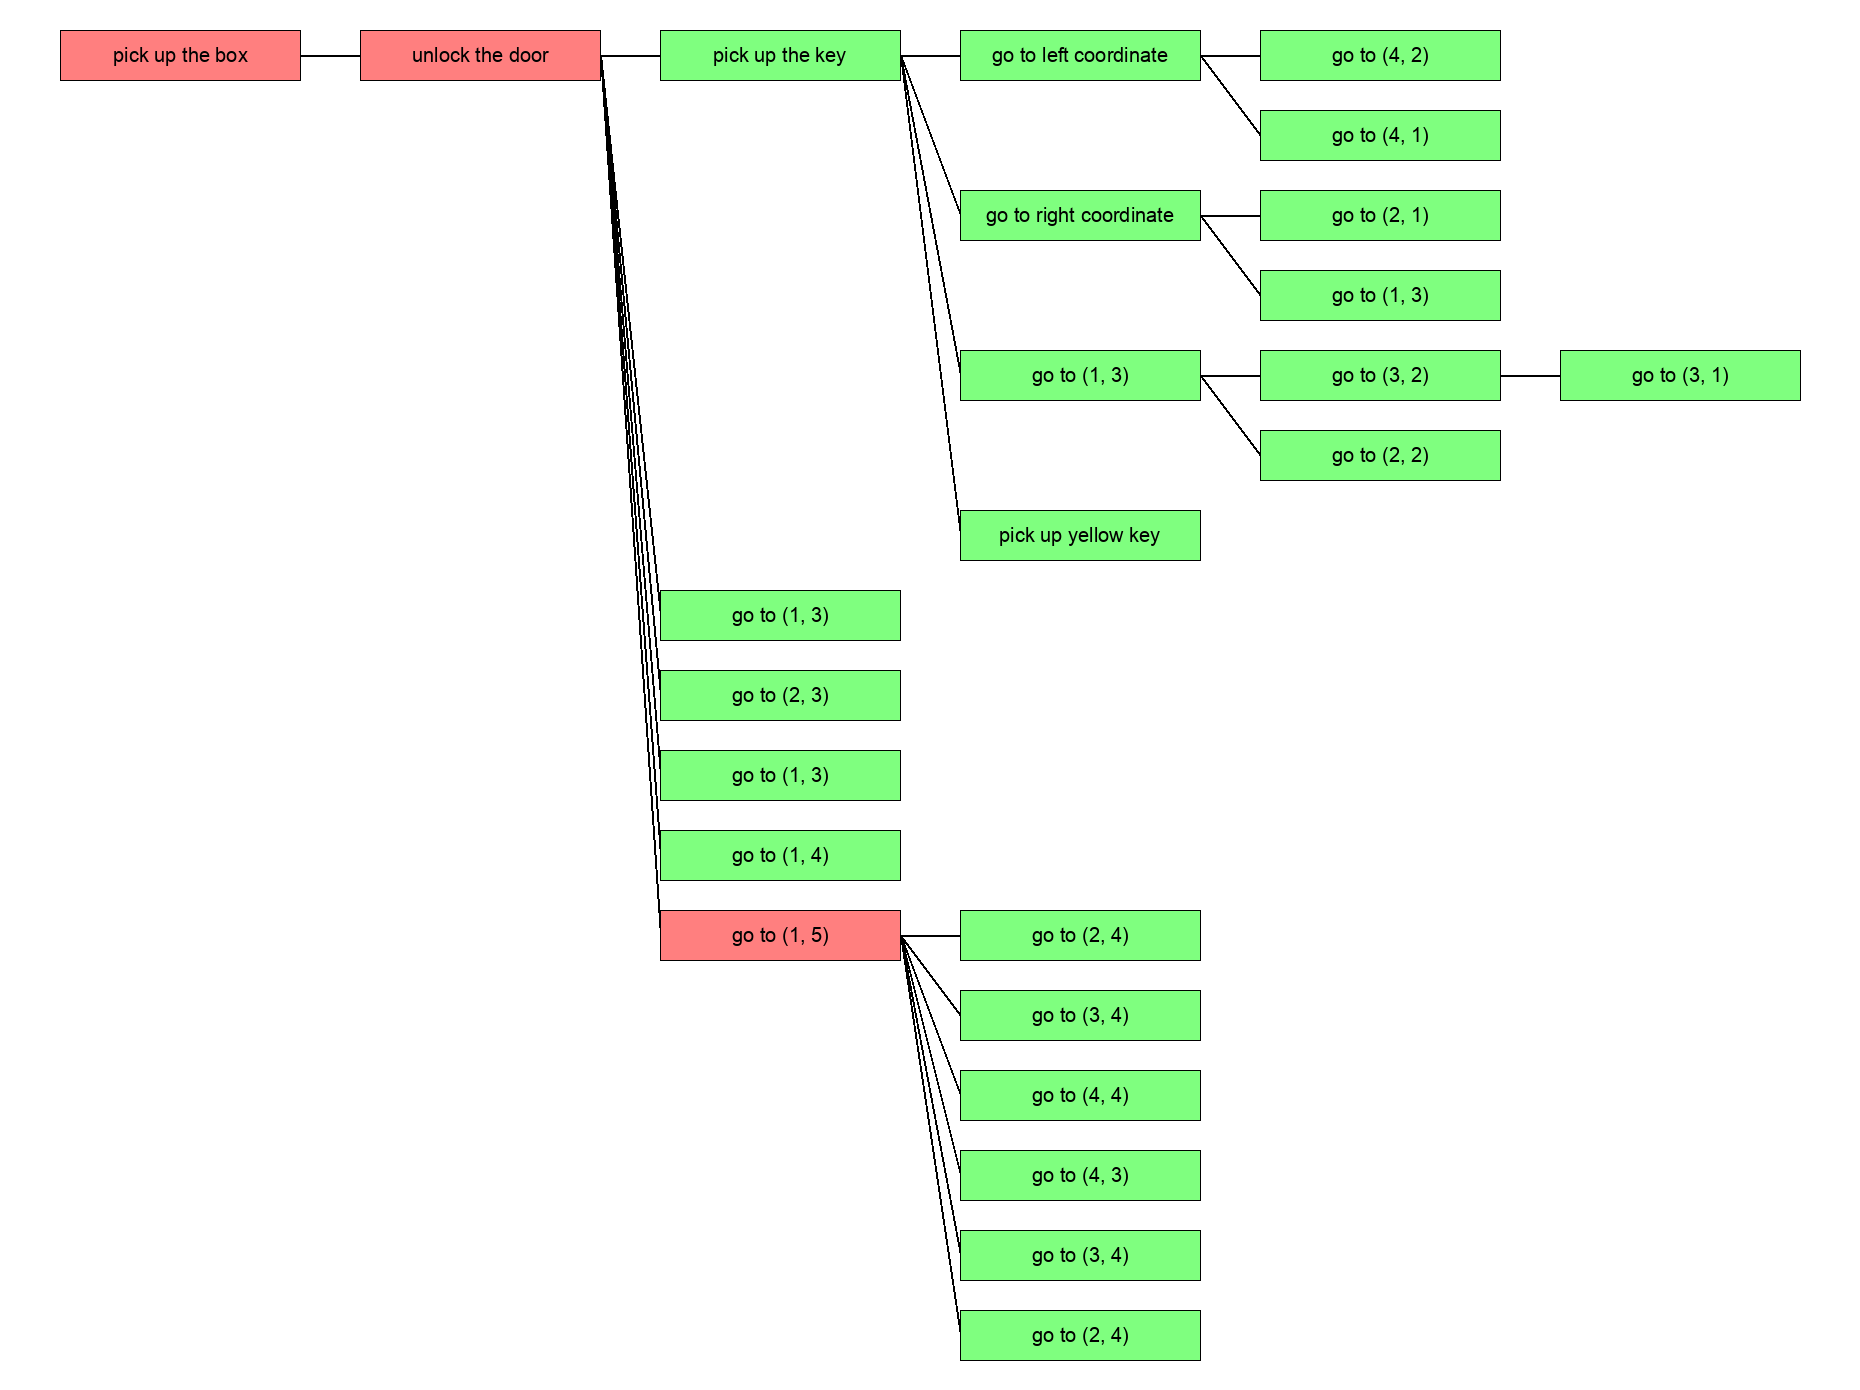 pick up the box
unlock the door
pick up the key
go to left coordinate
go to (4, 2)
go to (4, 1)
go to right coordinate
go to (2, 1)
go to (1, 3)
go to (1, 3)
go to (3, 2)
go to (3, 1)
go to (2, 2)
pick up yellow key
go to (1, 3)
go to (2, 3)
go to (1, 3)
go to (1, 4)
go to (1, 5)
go to (2, 4)
go to (3, 4)
go to (4, 4)
go to (4, 3)
go to (3, 4)
go to (2, 4)